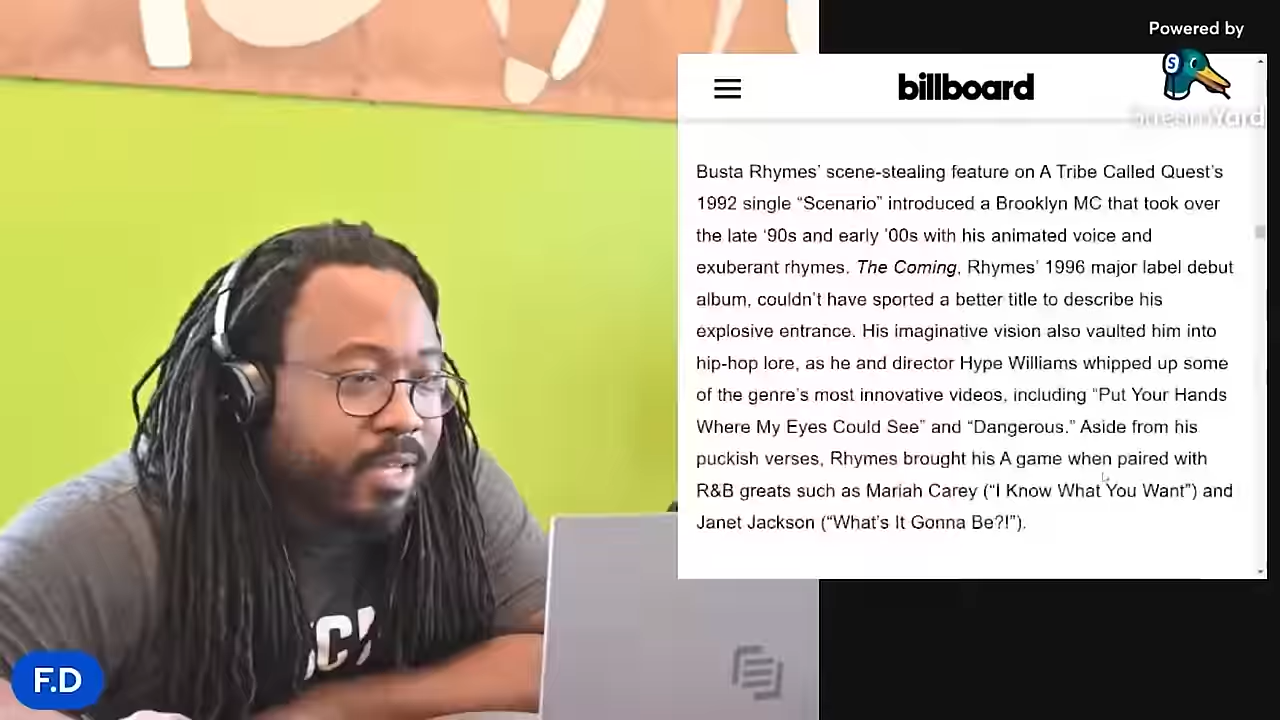 Powered by
StreamYard
billboard
Busta Rhymes’ scene-stealing feature on A Tribe Called Quest’s
1992 single “Scenario” introduced a Brooklyn MC that took over
the late ‘90s and early ’00s with his animated voice and
exuberant rhymes. The Coming, Rhymes’ 1996 major label debut
album, couldn’t have sported a better title to describe his
explosive entrance. His imaginative vision also vaulted him into
hip-hop lore, as he and director Hype Williams whipped up some
of the genre’s most innovative videos, including “Put Your Hands
Where My Eyes Could See” and “Dangerous.” Aside from his
puckish verses, Rhymes brought his A game when paired with
R&B greats such as Mariah Carey (“I Know What You Want”) and
Janet Jackson (“What’s It Gonna Be?!”).
F.D